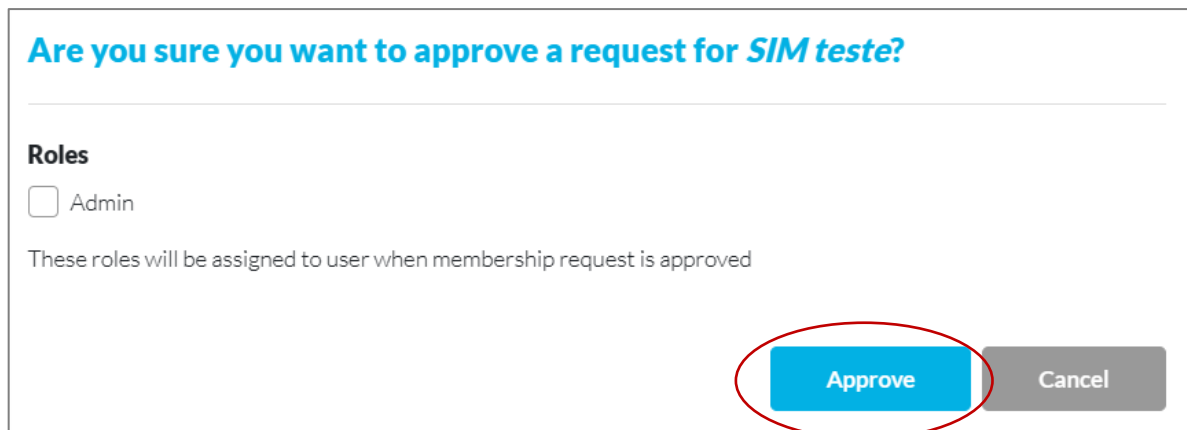 Are you sure you want to approve a request for SIM teste?
Roles
Admin
These roles will be assigned to user when membership request is approved
Approve
Cancel